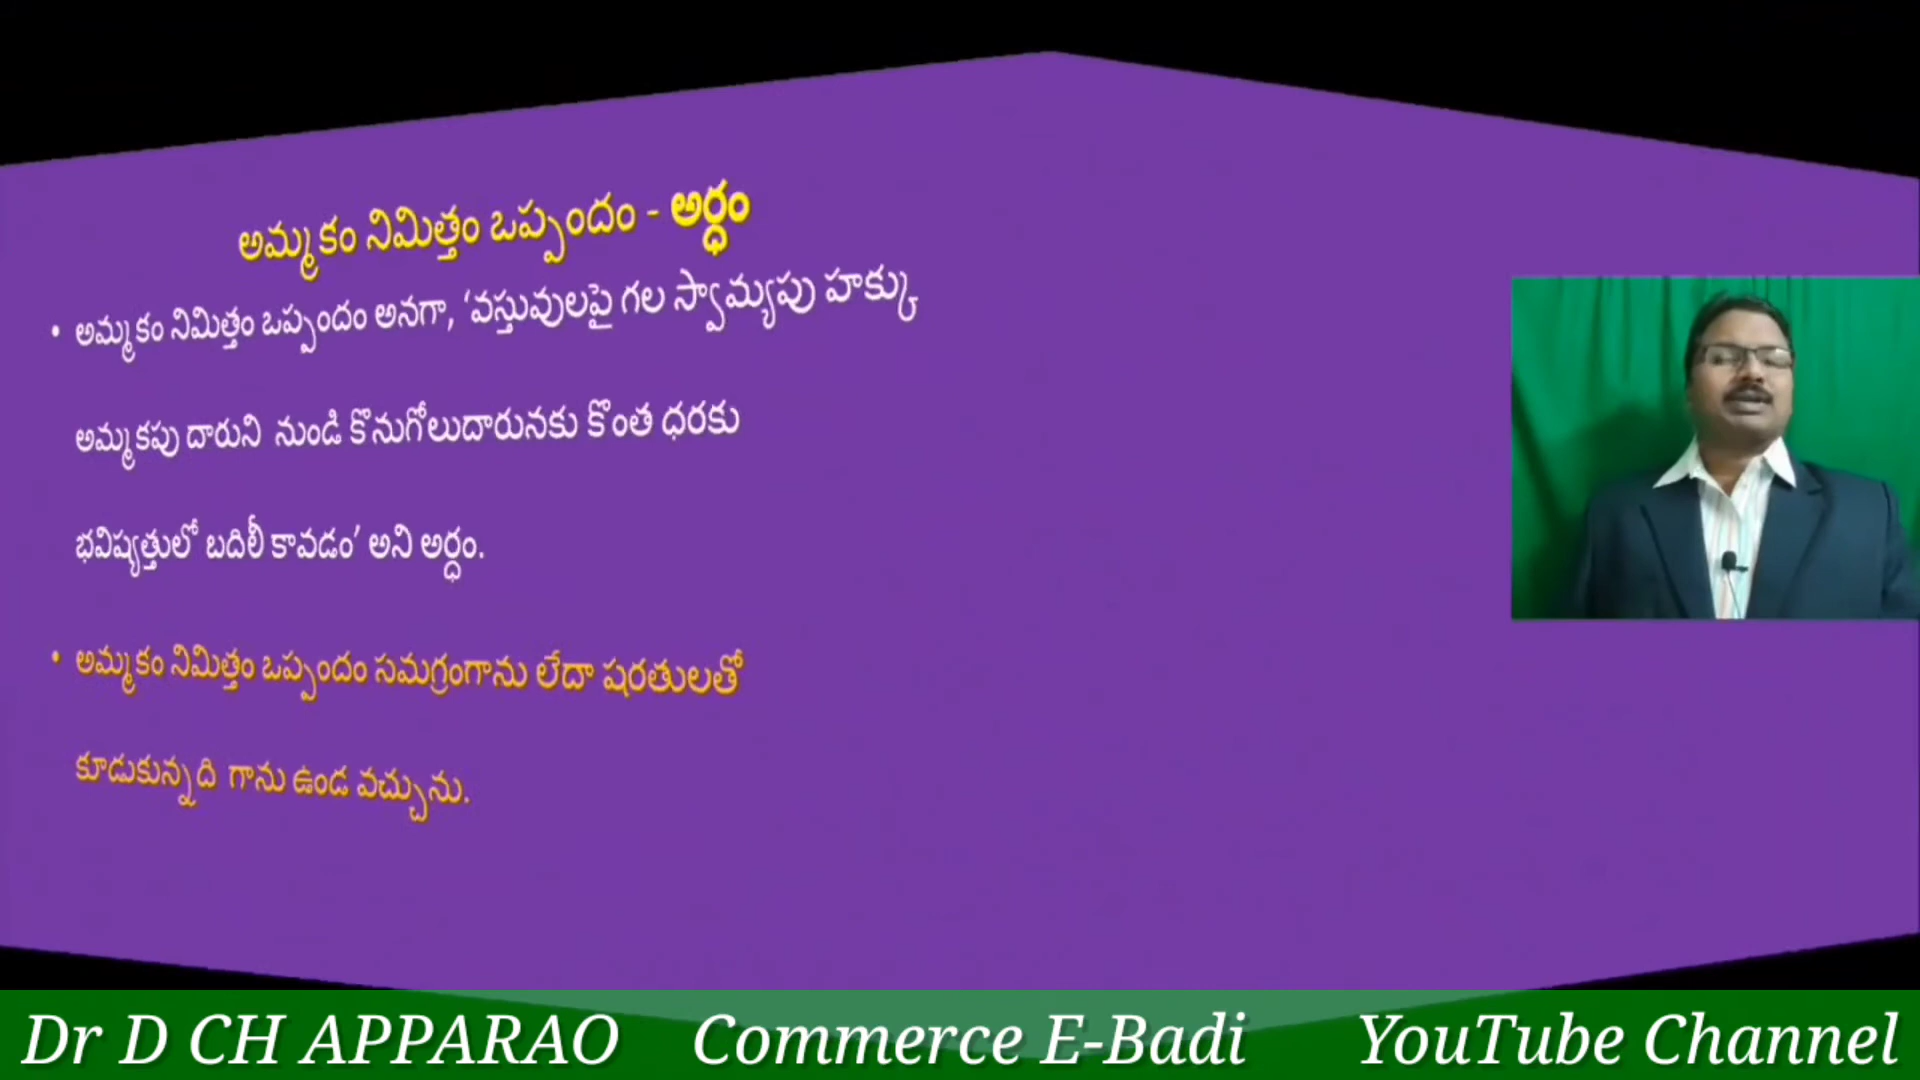 అమ్మకం నిమిత్తం ఒప్పందం - అర్ధం
• అమ్మకం నిమిత్తం ఒప్పందం అనగా, ‘వస్తువులపై గల స్వామ్యపు హక్కు
అమ్మకపు దారుని నుండి కొనుగోలుదారునకు కొంత ధరకు
భవిష్యత్తులో బదిలీ కావడం’ అని అర్ధం.
• అమ్మకం నిమిత్తం ఒప్పందం సమగ్రంగాను లేదా షరతులతో
కూడుకున్నది గాను ఉండ వచ్చును.
Dr D CH APPARAO Commerce E-Badi YouTube Channel